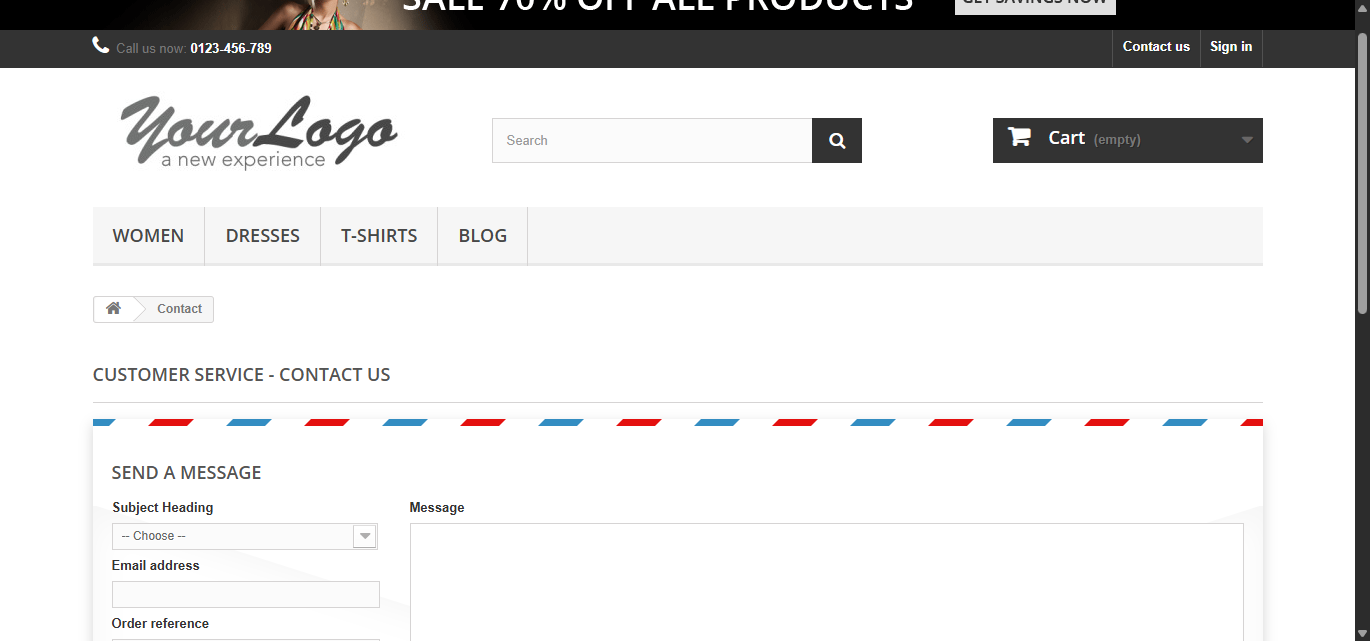 SALE 70% OFF ALL PRODUCTS
GET SAVINGS NOW
Call us now: 0123-456-789
Contact us
Sign in
YourLogo
a new experience
Search
Cart (empty)
WOMEN
DRESSES
T-SHIRTS
BLOG
Contact
CUSTOMER SERVICE - CONTACT US
SEND A MESSAGE
Subject Heading
-- Choose --
Email address
Order reference
Message